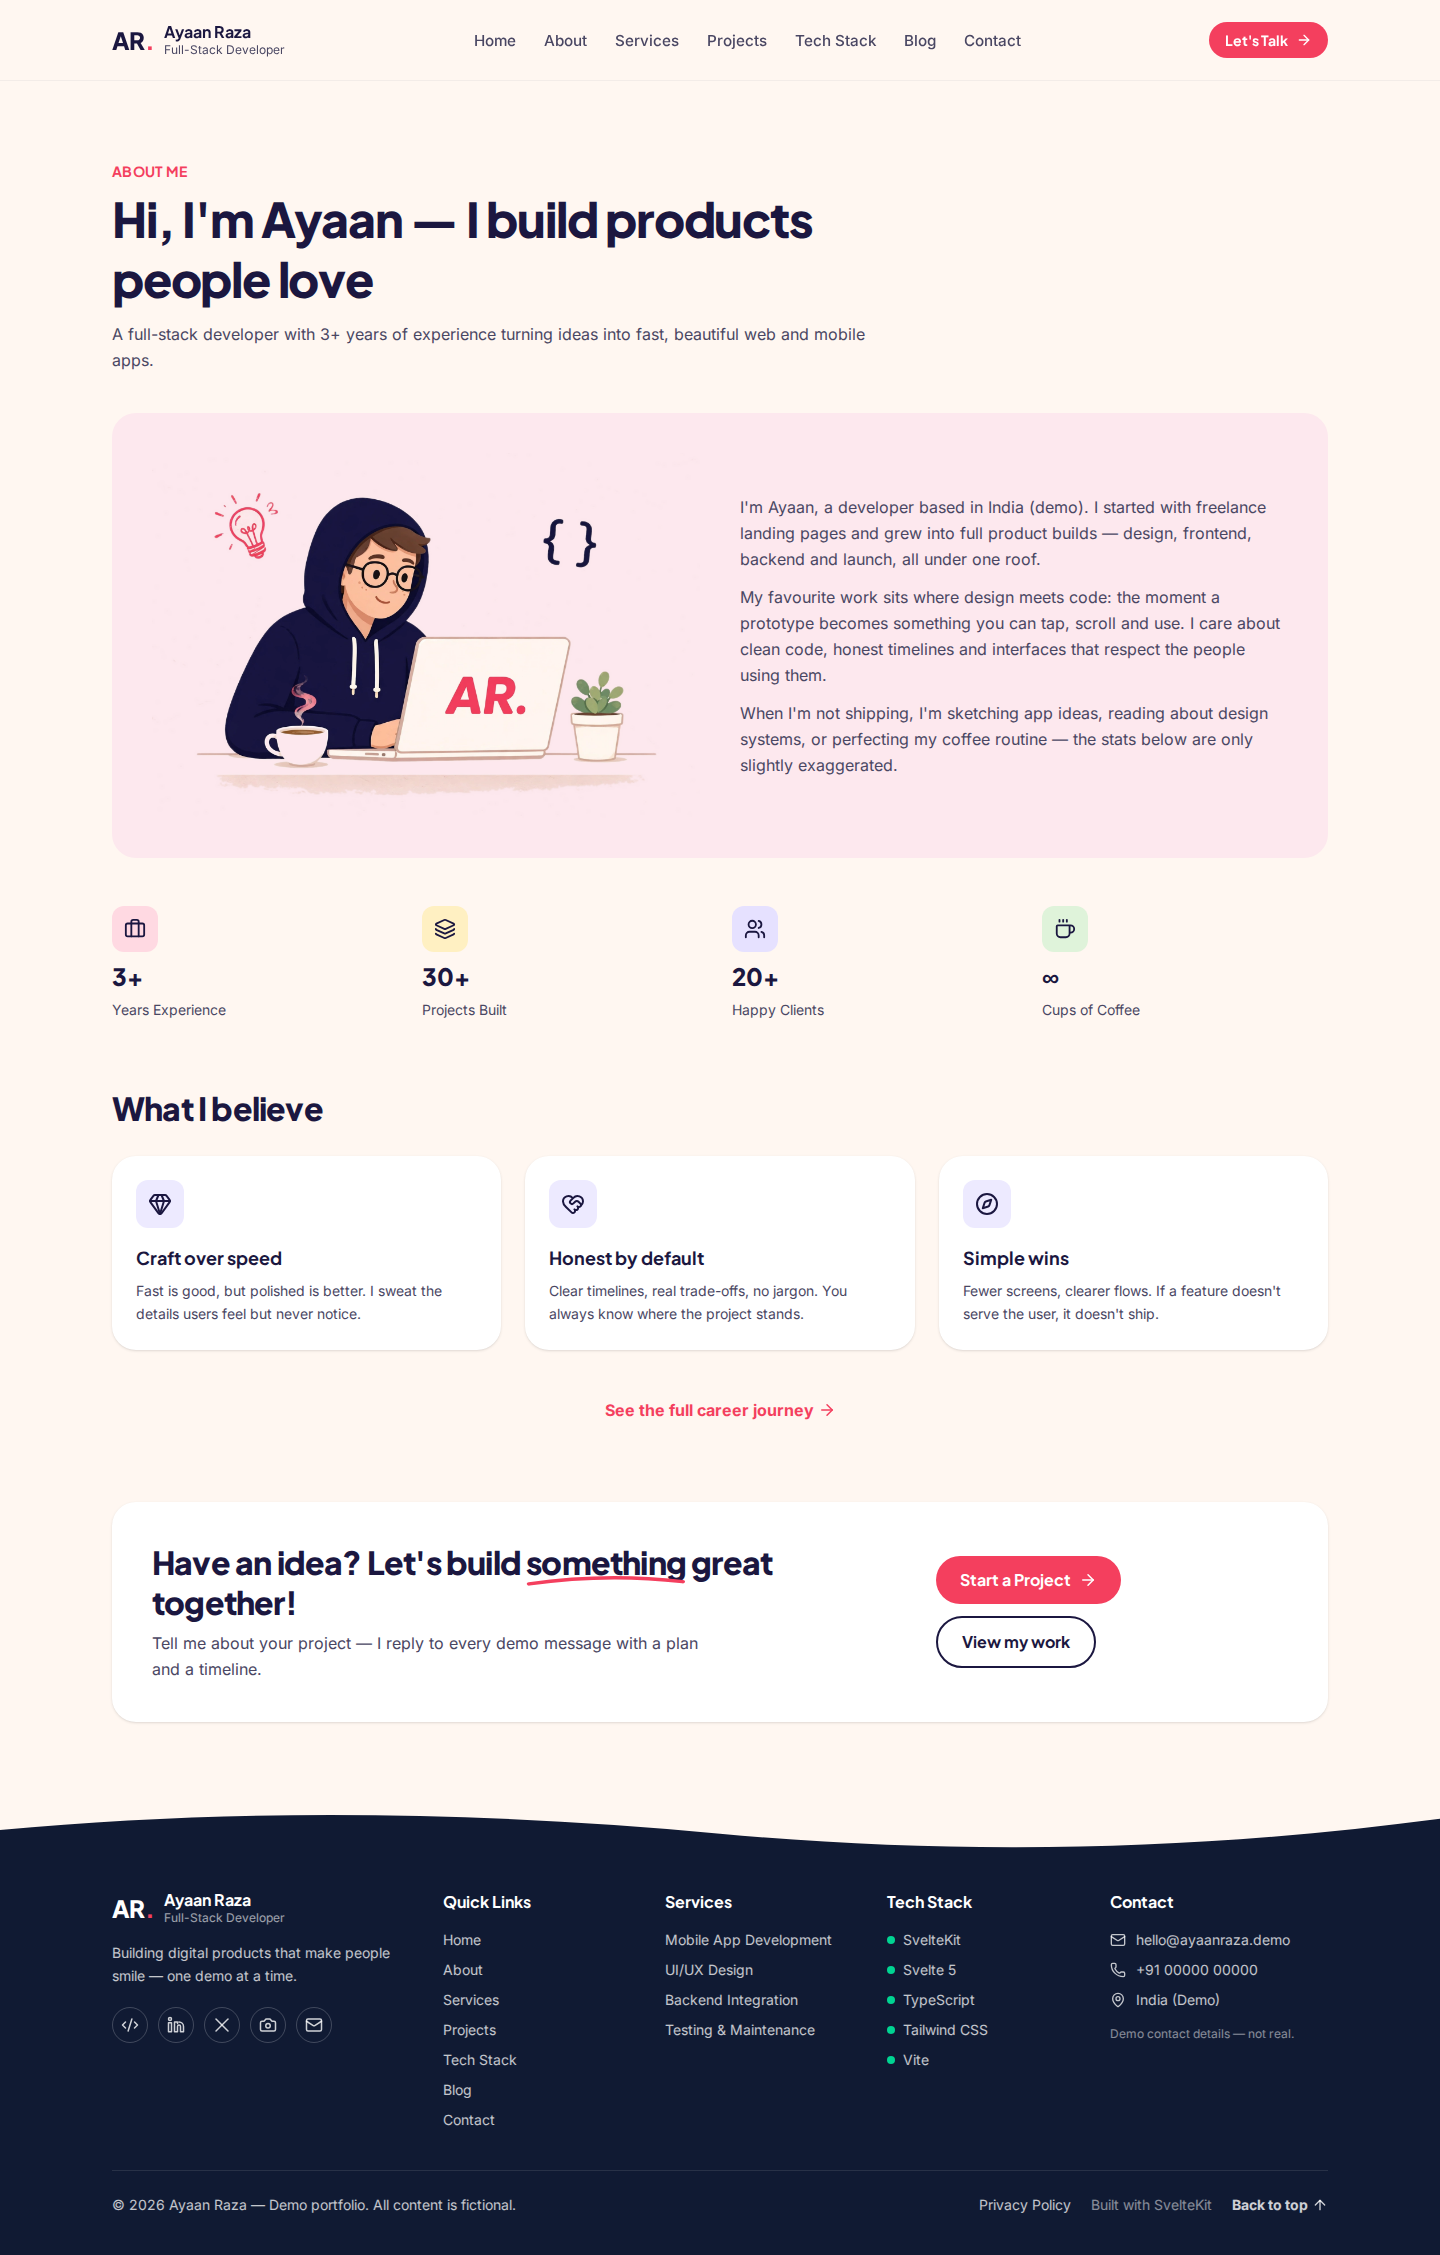 AR.
Ayaan Raza
Full-Stack Developer
Home
About
Services
Projects
Tech Stack
Blog
Contact
Let's Talk →
ABOUT ME
Hi, I'm Ayaan — I build products
people love
A full-stack developer with 3+ years of experience turning ideas into fast, beautiful web and mobile
apps.
{ }
AR.
I'm Ayaan, a developer based in India (demo). I started with freelance
landing pages and grew into full product builds — design, frontend,
backend and launch, all under one roof.
My favourite work sits where design meets code: the moment a
prototype becomes something you can tap, scroll and use. I care about
clean code, honest timelines and interfaces that respect the people
using them.
When I'm not shipping, I'm sketching app ideas, reading about design
systems, or perfecting my coffee routine — the stats below are only
slightly exaggerated.
3+
Years Experience
30+
Projects Built
20+
Happy Clients
∞
Cups of Coffee
What I believe
Craft over speed
Fast is good, but polished is better. I sweat the
details users feel but never notice.
Honest by default
Clear timelines, real trade-offs, no jargon. You
always know where the project stands.
Simple wins
Fewer screens, clearer flows. If a feature doesn't
serve the user, it doesn't ship.
See the full career journey →
Have an idea? Let's build something great
together!
Tell me about your project — I reply to every demo message with a plan
and a timeline.
Start a Project →
View my work
AR.
Ayaan Raza
Full-Stack Developer
Building digital products that make people
smile — one demo at a time.
Quick Links
Home
About
Services
Projects
Tech Stack
Blog
Contact
Services
Mobile App Development
UI/UX Design
Backend Integration
Testing & Maintenance
Tech Stack
SvelteKit
Svelte 5
TypeScript
Tailwind CSS
Vite
Contact
hello@ayaanraza.demo
+91 00000 00000
India (Demo)
Demo contact details — not real.
© 2026 Ayaan Raza — Demo portfolio. All content is fictional.
Privacy Policy
Built with SvelteKit
Back to top ↑